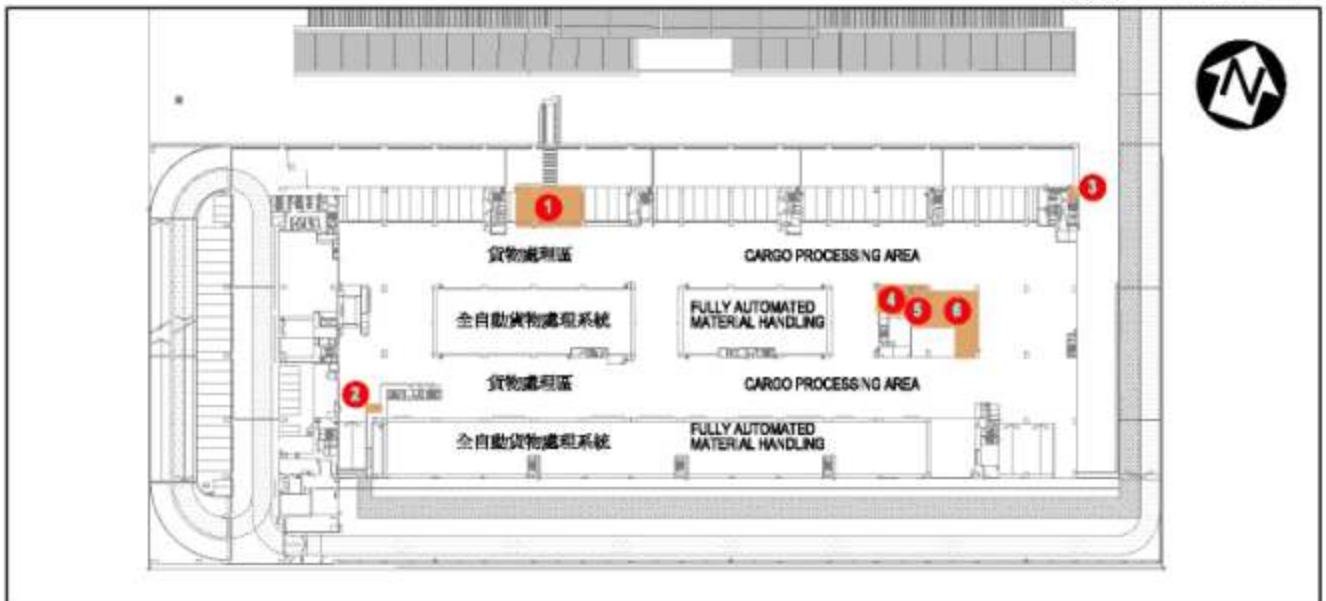 N
1
3
貨物處理區
CARGO PROCESSING AREA
4
5
6
全自動貨物處理系統
FULLY AUTOMATED
MATERIAL HANDLING
貨物處理區
CARGO PROCESSING AREA
2
全自動貨物處理系統
FULLY AUTOMATED
MATERIAL HANDLING